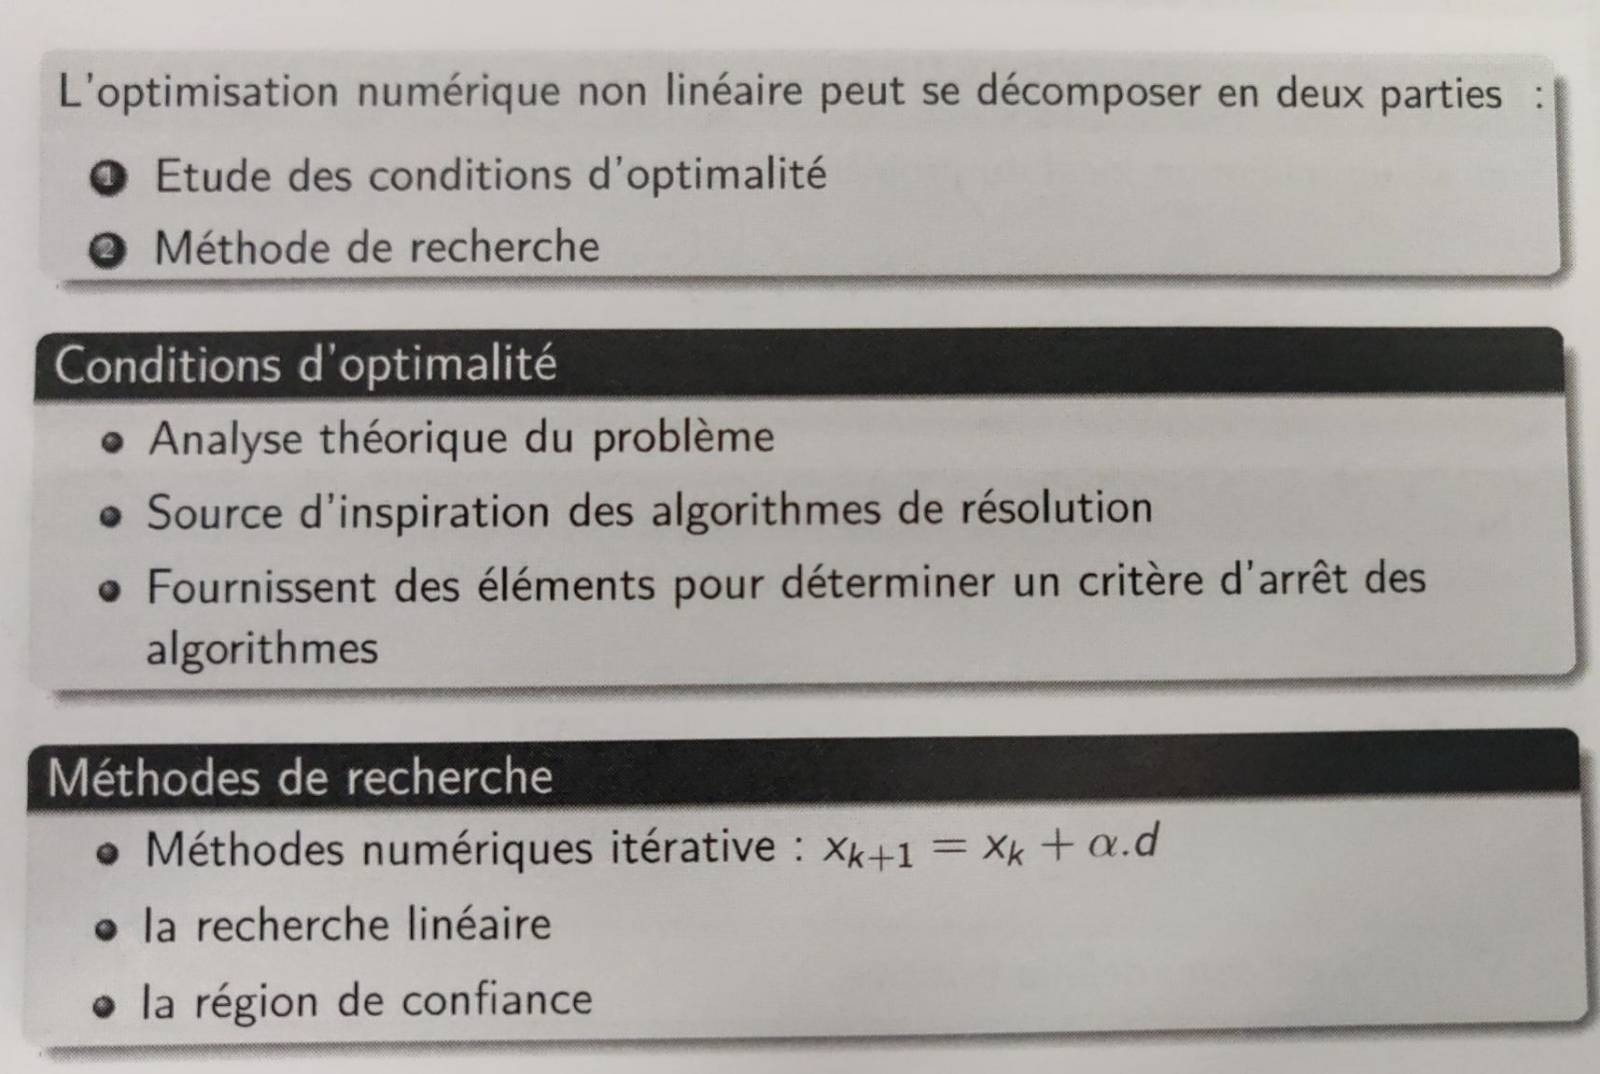 L'optimisation numérique non linéaire peut se décomposer en deux parties :
1 Etude des conditions d'optimalité
2 Méthode de recherche
Conditions d'optimalité
• Analyse théorique du problème
• Source d'inspiration des algorithmes de résolution
• Fournissent des éléments pour déterminer un critère d'arrêt des
algorithmes
Méthodes de recherche
• Méthodes numériques itérative : x_{k+1} = x_k + α.d
• la recherche linéaire
• la région de confiance